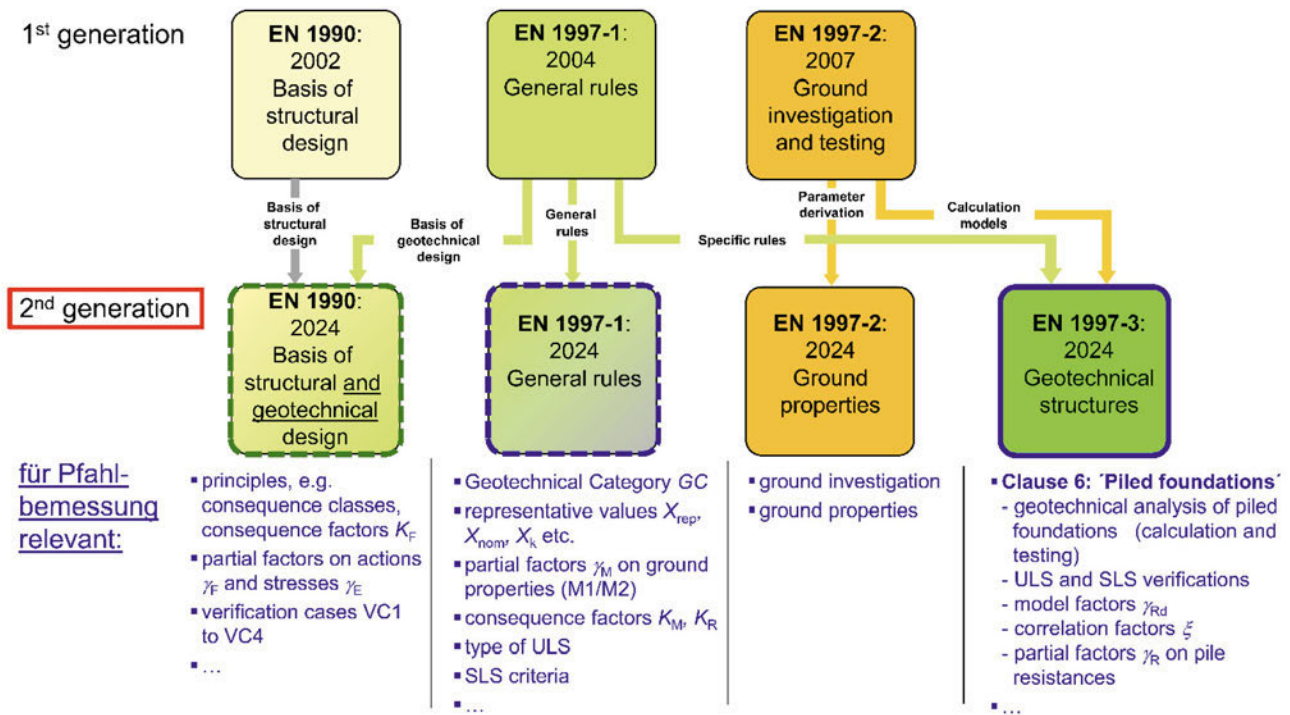 1st generation
EN 1990:
2002
Basis of
structural
design
EN 1997-1:
2004
General rules
EN 1997-2:
2007
Ground
investigation
and testing
Basis of
structural
design
Basis of
geotechnical
design
General
rules
Specific rules
Parameter
derivation
Calculation
models
2nd generation
EN 1990:
2024
Basis of
structural and
geotechnical
design
EN 1997-1:
2024
General rules
EN 1997-2:
2024
Ground
properties
EN 1997-3:
2024
Geotechnical
structures
für Pfahl-
bemessung
relevant:
▪ principles, e.g.
consequence classes,
consequence factors KF
▪ partial factors on actions
γF and stresses γE
▪ verification cases VC1
to VC4
▪ ...
▪ Geotechnical Category GC
▪ representative values Xrep,
Xnom, Xk etc.
▪ partial factors γM on ground
properties (M1/M2)
▪ consequence factors KM, KR
▪ type of ULS
▪ SLS criteria
▪ ...
▪ ground investigation
▪ ground properties
▪ Clause 6: ´Piled foundations´
- geotechnical analysis of piled
foundations (calculation and
testing)
- ULS and SLS verifications
- model factors γRd
- correlation factors ξ
- partial factors γR on pile
resistances
▪ ...